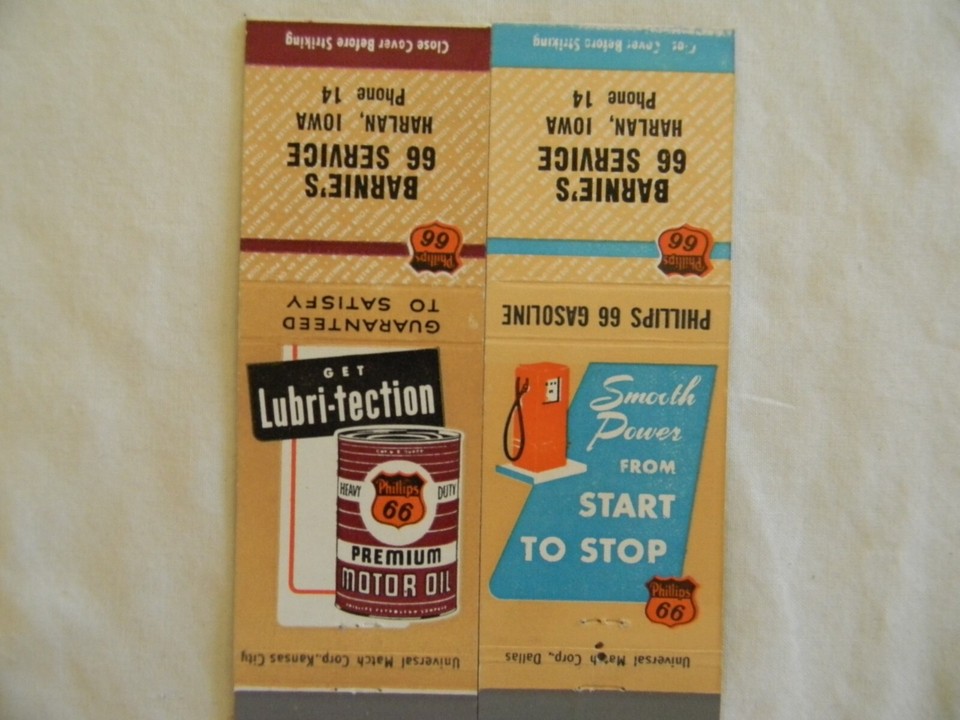 Close Cover Before Striking
Phone 14
HARLAN, IOWA
66 SERVICE
BARNIE'S
Phillips
66
GUARANTEED
TO SATISFY
GET
Lubri-tection
HEAVY
Phillips
66
DUTY
PREMIUM
MOTOR OIL
Universal Match Corp., Kansas City
Cover Before Striking
Phone 14
HARLAN, IOWA
66 SERVICE
BARNIE'S
Phillips
66
PHILLIPS 66 GASOLINE
Smooth
Power
FROM
START
TO STOP
Phillips
66
Universal Match Corp., Dallas